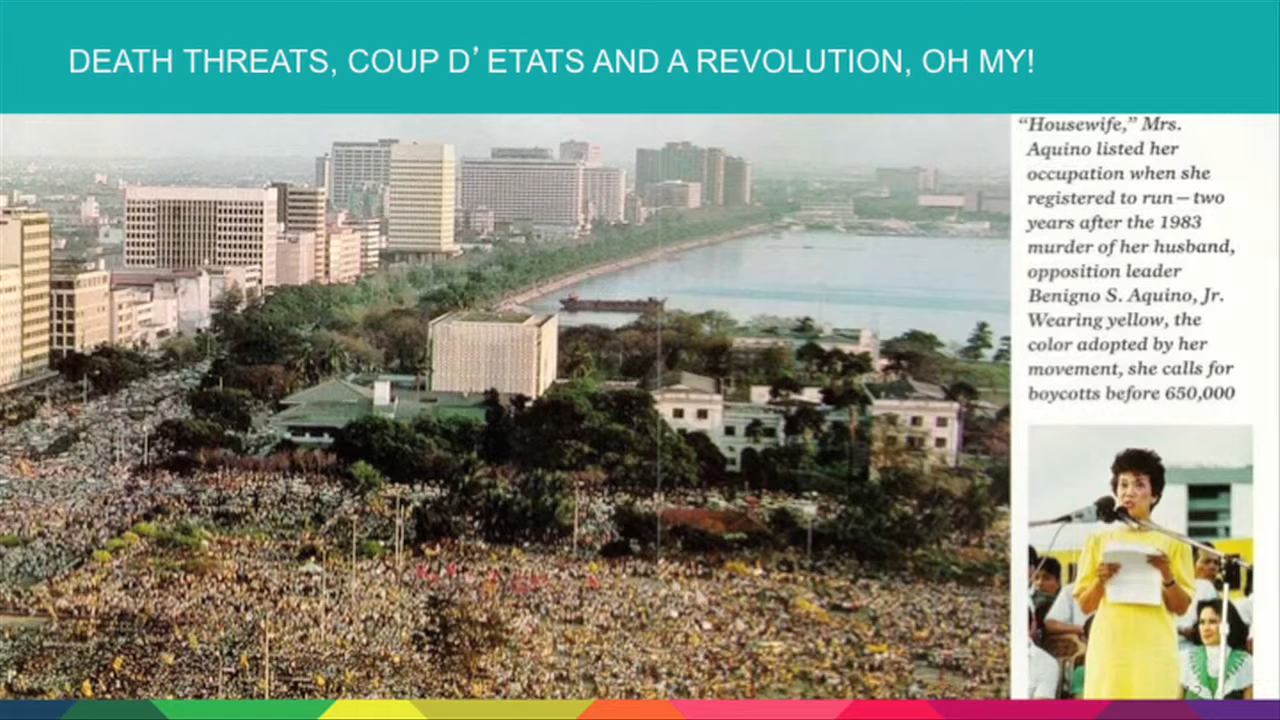 DEATH THREATS, COUP D’ ETATS AND A REVOLUTION, OH MY!
“Housewife,” Mrs.
Aquino listed her
occupation when she
registered to run—two
years after the 1983
murder of her husband,
opposition leader
Benigno S. Aquino, Jr.
Wearing yellow, the
color adopted by her
movement, she calls for
boycotts before 650,000